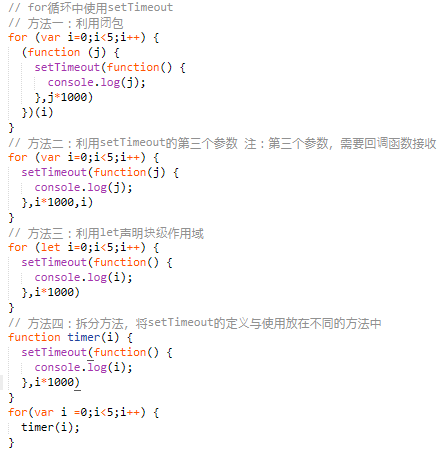 // for循环中使用setTimeout
// 方法一：利用闭包
for (var i=0;i<5;i++) {
  (function (j) {
    setTimeout(function() {
      console.log(j);
    },j*1000)
  })(i)
}
// 方法二：利用setTimeout的第三个参数 注：第三个参数，需要回调函数接收
for (var i=0;i<5;i++) {
  setTimeout(function(j) {
    console.log(j);
  },i*1000,i)
}
// 方法三：利用let声明块级作用域
for (let i=0;i<5;i++) {
  setTimeout(function() {
    console.log(i);
  },i*1000)
}
// 方法四：拆分方法，将setTimeout的定义与使用放在不同的方法中
function timer(i) {
  setTimeout(function() {
    console.log(i);
  },i*1000)
}
for(var i =0;i<5;i++) {
  timer(i);
}